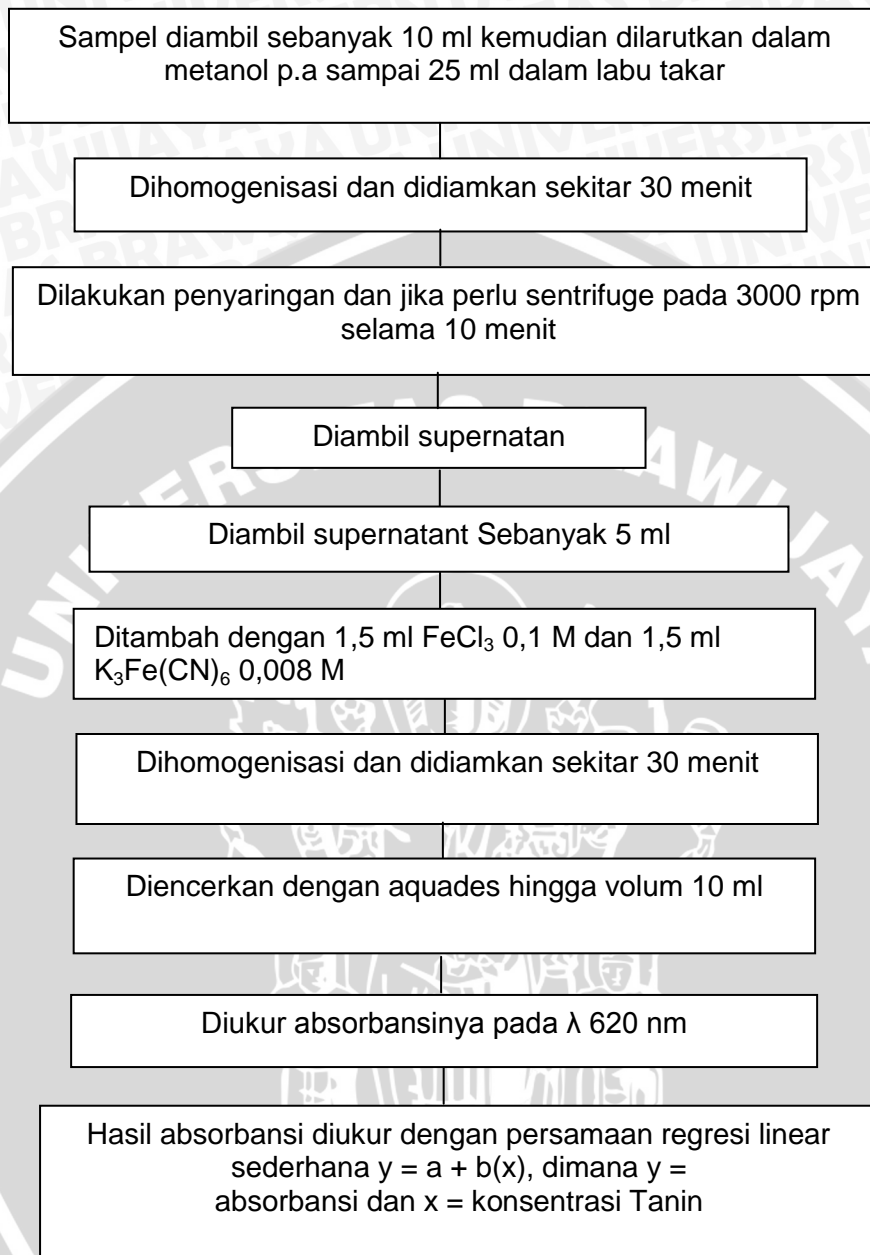 Sampel diambil sebanyak 10 ml kemudian dilarutkan dalam
metanol p.a sampai 25 ml dalam labu takar
Dihomogenisasi dan didiamkan sekitar 30 menit
Dilakukan penyaringan dan jika perlu sentrifuge pada 3000 rpm
selama 10 menit
Diambil supernatan
Diambil supernatant Sebanyak 5 ml
Ditambah dengan 1,5 ml FeCl₃ 0,1 M dan 1,5 ml
K₃Fe(CN)₆ 0,008 M
Dihomogenisasi dan didiamkan sekitar 30 menit
Diencerkan dengan aquades hingga volum 10 ml
Diukur absorbansinya pada λ 620 nm
Hasil absorbansi diukur dengan persamaan regresi linear
sederhana y = a + b(x), dimana y =
absorbansi dan x = konsentrasi Tanin